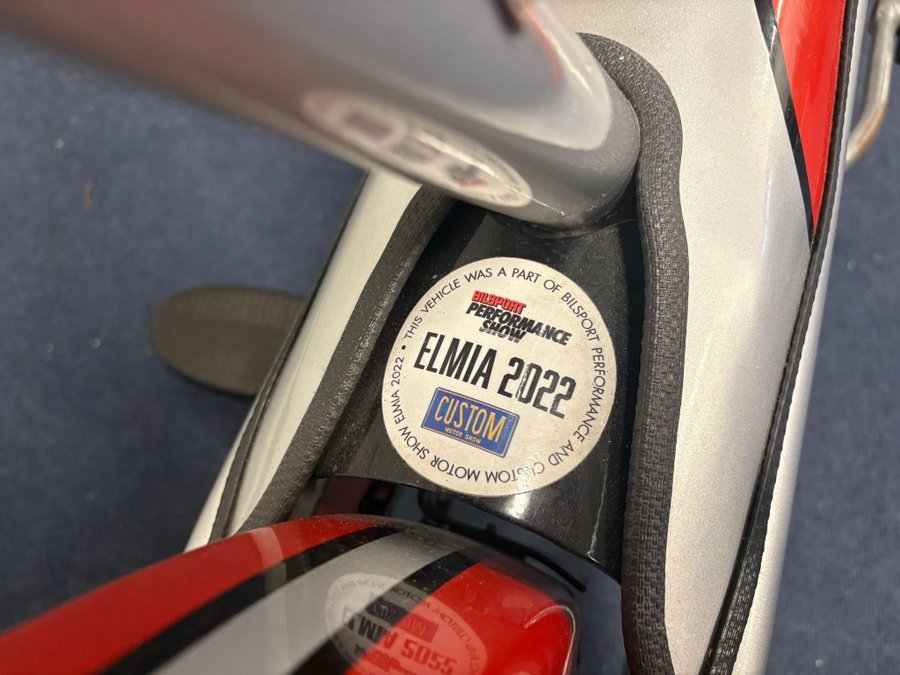 THIS VEHICLE WAS A PART OF BILSPORT PERFORMANCE AND CUSTOM MOTOR SHOW ELMIA 2022 •
BILSPORT
PERFORMANCE
SHOW
ELMIA 2022
CUSTOM
MOTOR SHOW